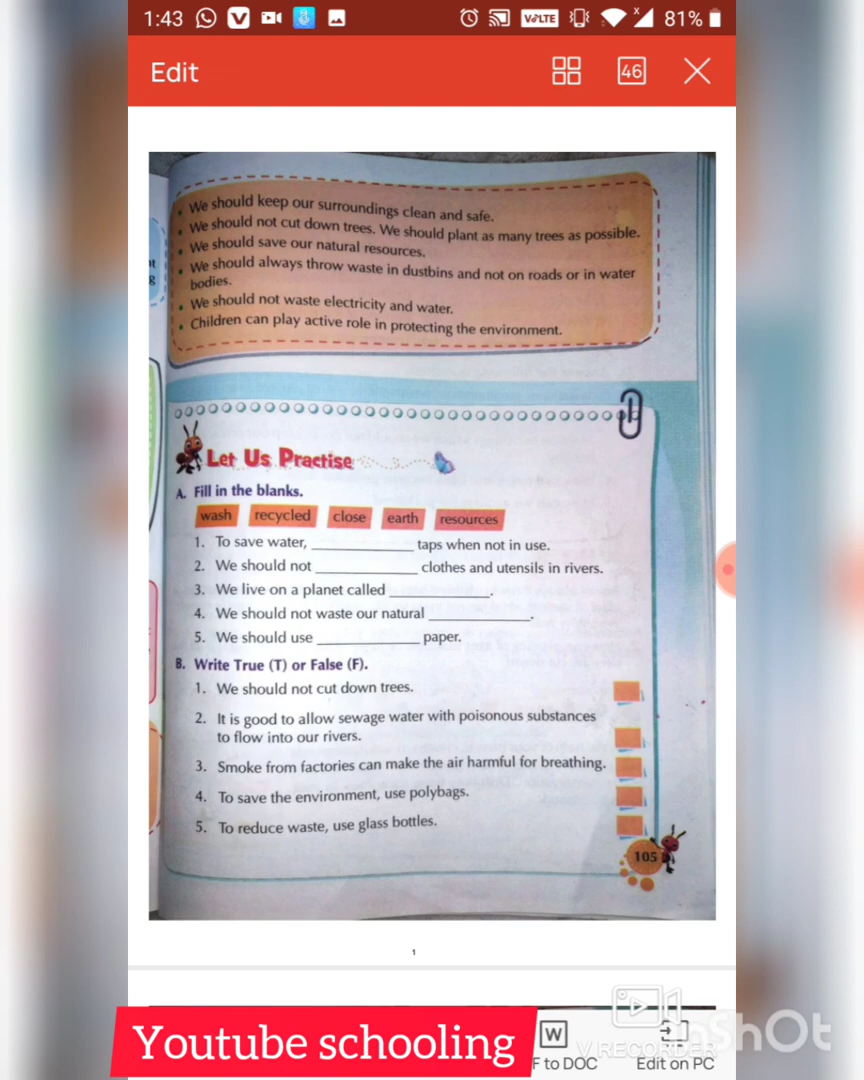 1:43 VoLTE x 81%
Edit 46
We should keep our surroundings clean and safe.
We should not cut down trees. We should plant as many trees as possible.
We should save our natural resources.
We should always throw waste in dustbins and not on roads or in water
bodies.
We should not waste electricity and water.
Children can play active role in protecting the environment.
Let Us Practise
A. Fill in the blanks.
wash recycled close earth resources
1. To save water, ____________ taps when not in use.
2. We should not ____________ clothes and utensils in rivers.
3. We live on a planet called ____________.
4. We should not waste our natural ____________.
5. We should use ____________ paper.
B. Write True (T) or False (F).
1. We should not cut down trees.
2. It is good to allow sewage water with poisonous substances
to flow into our rivers.
3. Smoke from factories can make the air harmful for breathing.
4. To save the environment, use polybags.
5. To reduce waste, use glass bottles.
105
1
Youtube schooling
W
F to DOC
Edit on PC
V RECORDER
InShOt